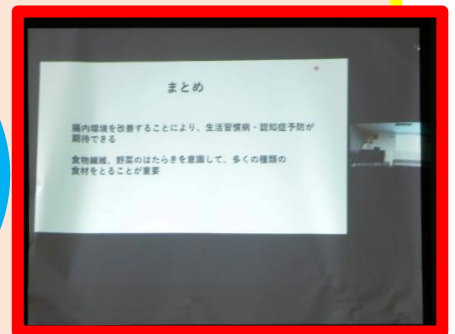 まとめ
腸内環境を改善することにより、生活習慣病・認知症予防が
期待できる
食物繊維、野菜のはたらきを意識して、多くの種類の
食材をとることが重要